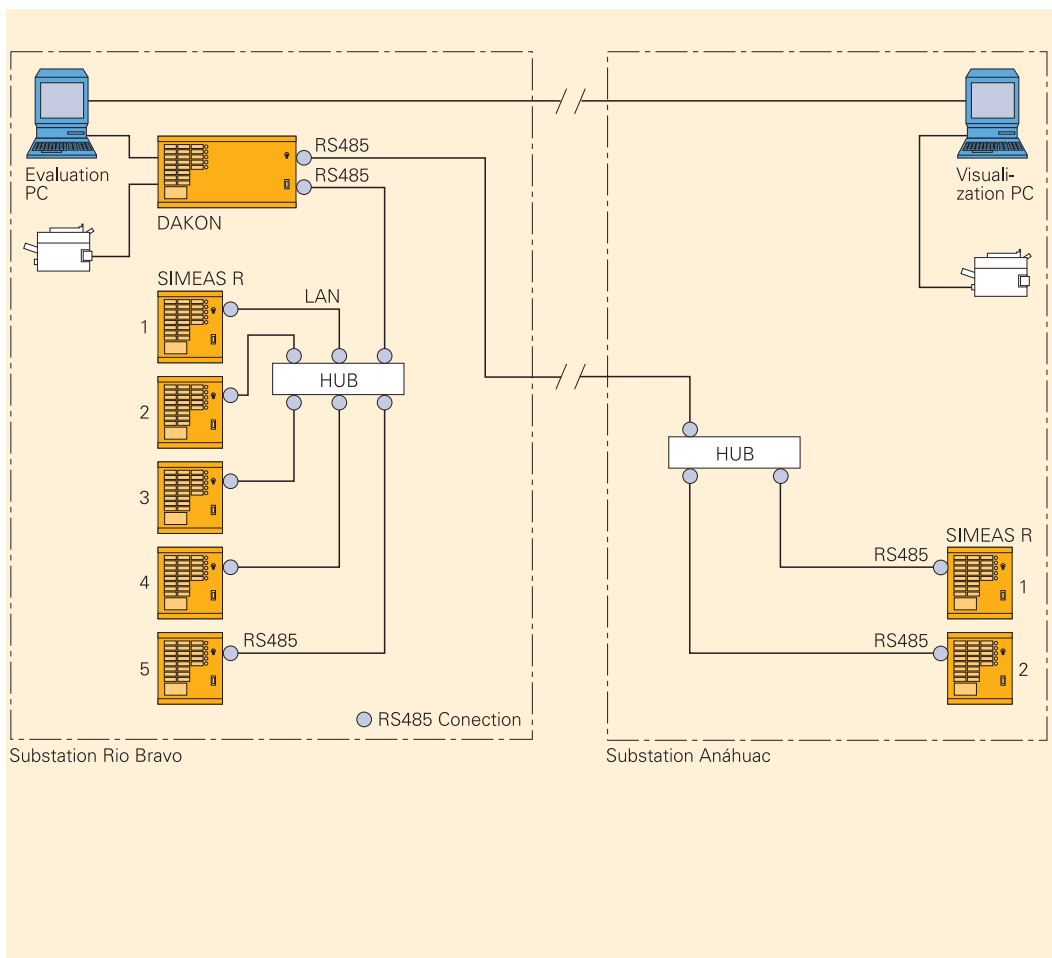 RS485
RS485
Evaluation
PC
DAKON
Visuali-
zation PC
SIMEAS R
LAN
1
HUB
2
3
4
RS485
5
HUB
SIMEAS R
RS485
1
RS485
2
RS485 Conection
Substation Rio Bravo
Substation Anáhuac